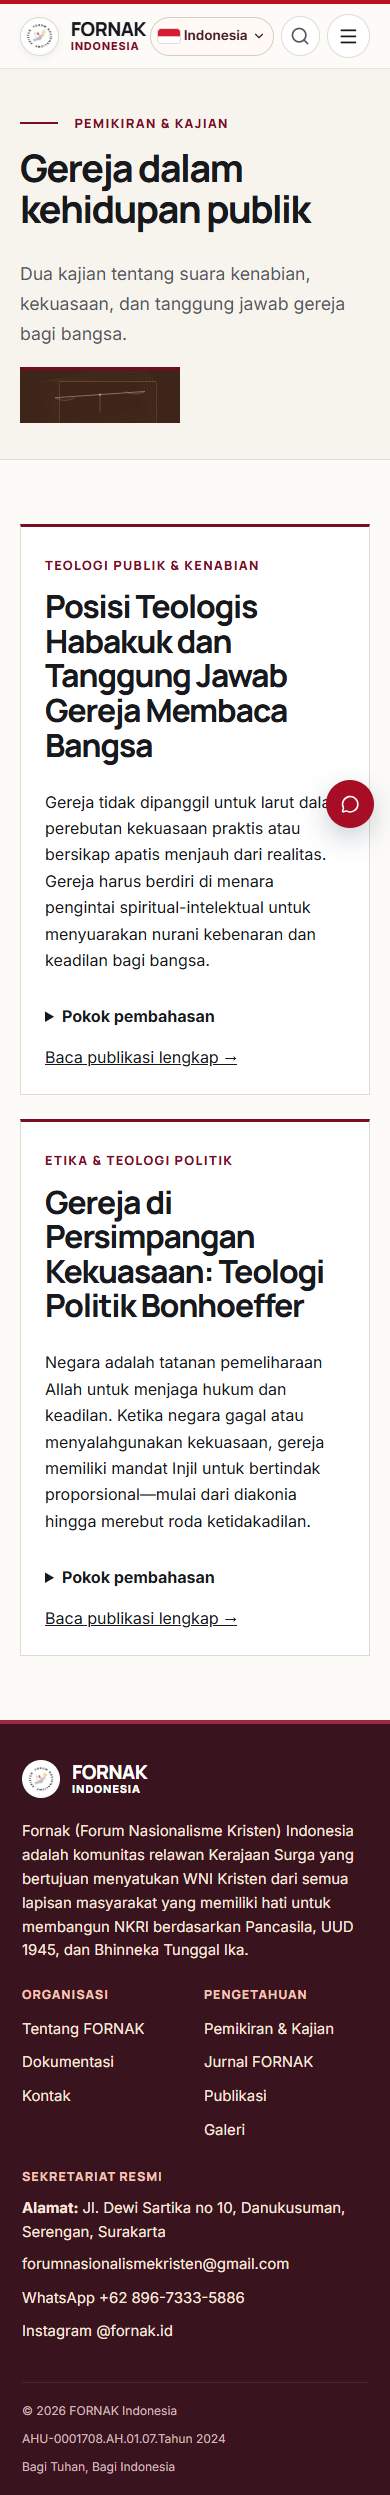 FORNAK
INDONESIA
Indonesia
PEMIKIRAN & KAJIAN
Gereja dalam
kehidupan publik
Dua kajian tentang suara kenabian,
kekuasaan, dan tanggung jawab gereja
bagi bangsa.
TEOLOGI PUBLIK & KENABIAN
Posisi Teologis
Habakuk dan
Tanggung Jawab
Gereja Membaca
Bangsa
Gereja tidak dipanggil untuk larut dala
perebutan kekuasaan praktis atau
bersikap apatis menjauh dari realitas.
Gereja harus berdiri di menara
pengintai spiritual-intelektual untuk
menyuarakan nurani kebenaran dan
keadilan bagi bangsa.
Pokok pembahasan
Baca publikasi lengkap →
ETIKA & TEOLOGI POLITIK
Gereja di
Persimpangan
Kekuasaan: Teologi
Politik Bonhoeffer
Negara adalah tatanan pemeliharaan
Allah untuk menjaga hukum dan
keadilan. Ketika negara gagal atau
menyalahgunakan kekuasaan, gereja
memiliki mandat Injil untuk bertindak
proporsional—mulai dari diakonia
hingga merebut roda ketidakadilan.
Pokok pembahasan
Baca publikasi lengkap →
FORNAK
INDONESIA
Fornak (Forum Nasionalisme Kristen) Indonesia
adalah komunitas relawan Kerajaan Surga yang
bertujuan menyatukan WNI Kristen dari semua
lapisan masyarakat yang memiliki hati untuk
membangun NKRI berdasarkan Pancasila, UUD
1945, dan Bhinneka Tunggal Ika.
ORGANISASI
Tentang FORNAK
Dokumentasi
Kontak
PENGETAHUAN
Pemikiran & Kajian
Jurnal FORNAK
Publikasi
Galeri
SEKRETARIAT RESMI
Alamat: Jl. Dewi Sartika no 10, Danukusuman,
Serengan, Surakarta
forumnasionalismekristen@gmail.com
WhatsApp +62 896-7333-5886
Instagram @fornak.id
© 2026 FORNAK Indonesia
AHU-0001708.AH.01.07.Tahun 2024
Bagi Tuhan, Bagi Indonesia